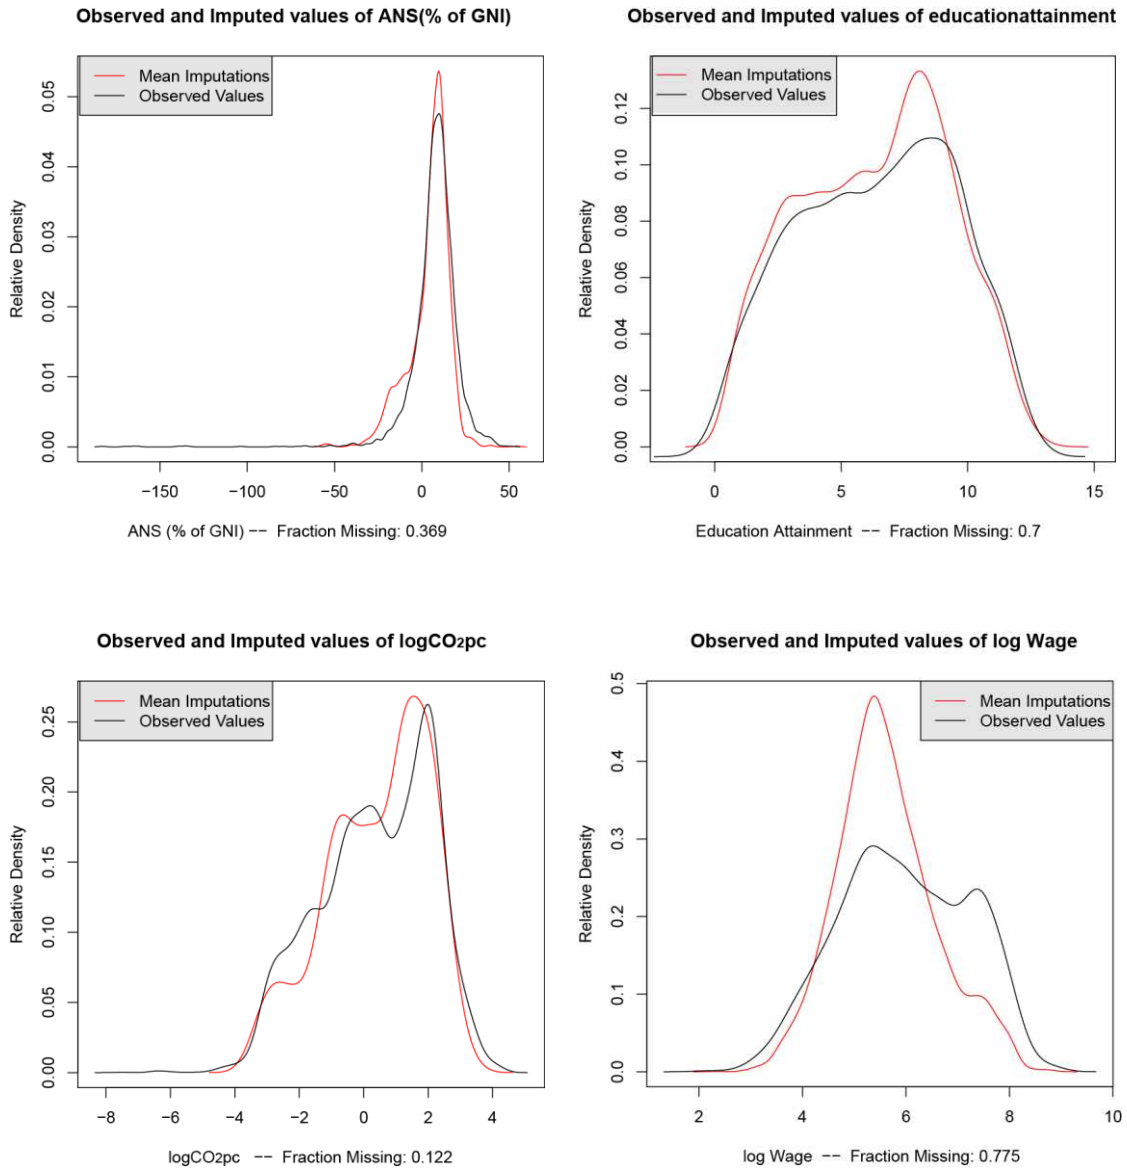 Observed and Imputed values of ANS(% of GNI)
Mean Imputations
Observed Values
Relative Density
0.05
0.04
0.03
0.02
0.01
0.00
−150 −100 −50 0 50
ANS (% of GNI) −− Fraction Missing: 0.369
Observed and Imputed values of educationattainment
Mean Imputations
Observed Values
Relative Density
0.12
0.10
0.08
0.06
0.04
0.02
0.00
0 5 10 15
Education Attainment −− Fraction Missing: 0.7
Observed and Imputed values of logCO2pc
Mean Imputations
Observed Values
Relative Density
0.25
0.20
0.15
0.10
0.05
0.00
−8 −6 −4 −2 0 2 4
logCO2pc −− Fraction Missing: 0.122
Observed and Imputed values of log Wage
Mean Imputations
Observed Values
Relative Density
0.5
0.4
0.3
0.2
0.1
0.0
2 4 6 8 10
log Wage −− Fraction Missing: 0.775